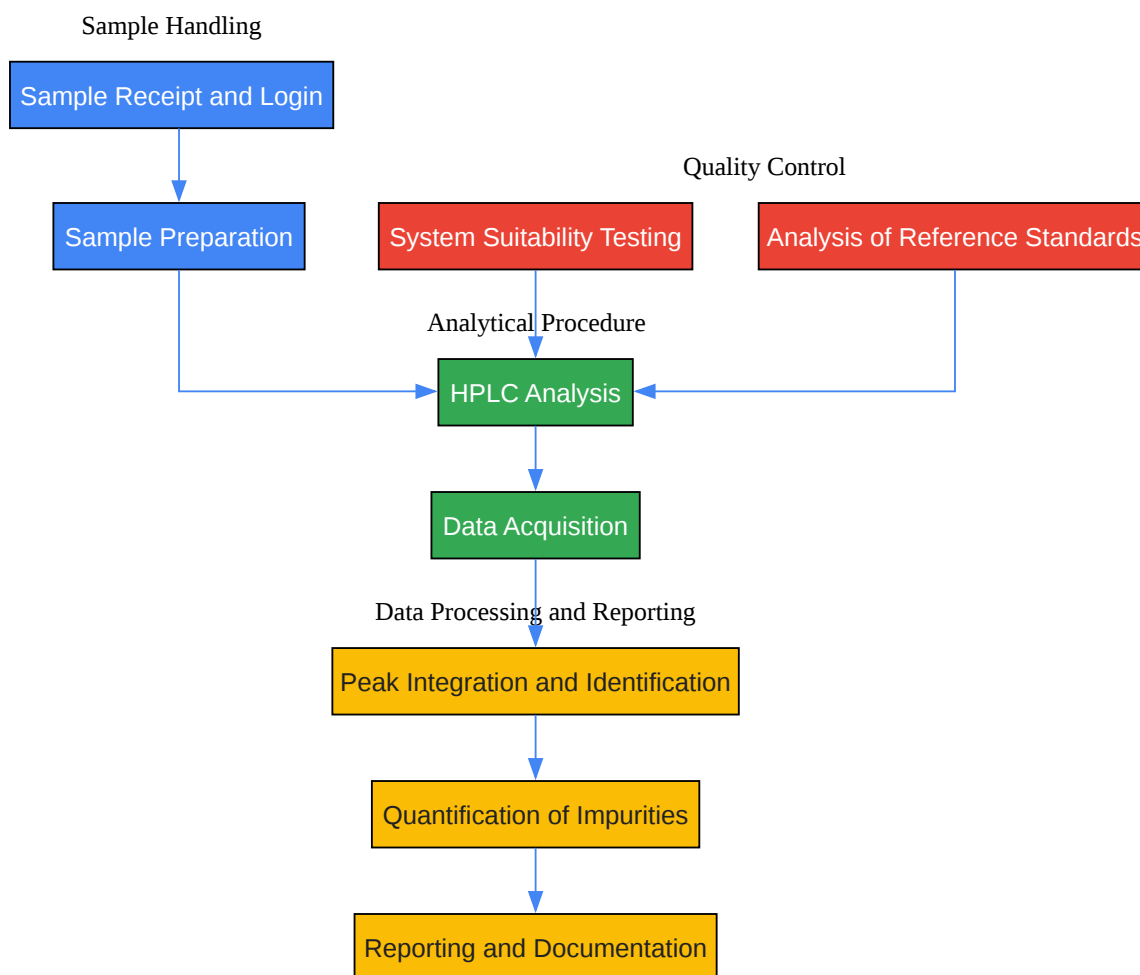 Sample Handling
Sample Receipt and Login
Quality Control
Sample Preparation
System Suitability Testing
Analysis of Reference Standards
Analytical Procedure
HPLC Analysis
Data Acquisition
Data Processing and Reporting
Peak Integration and Identification
Quantification of Impurities
Reporting and Documentation